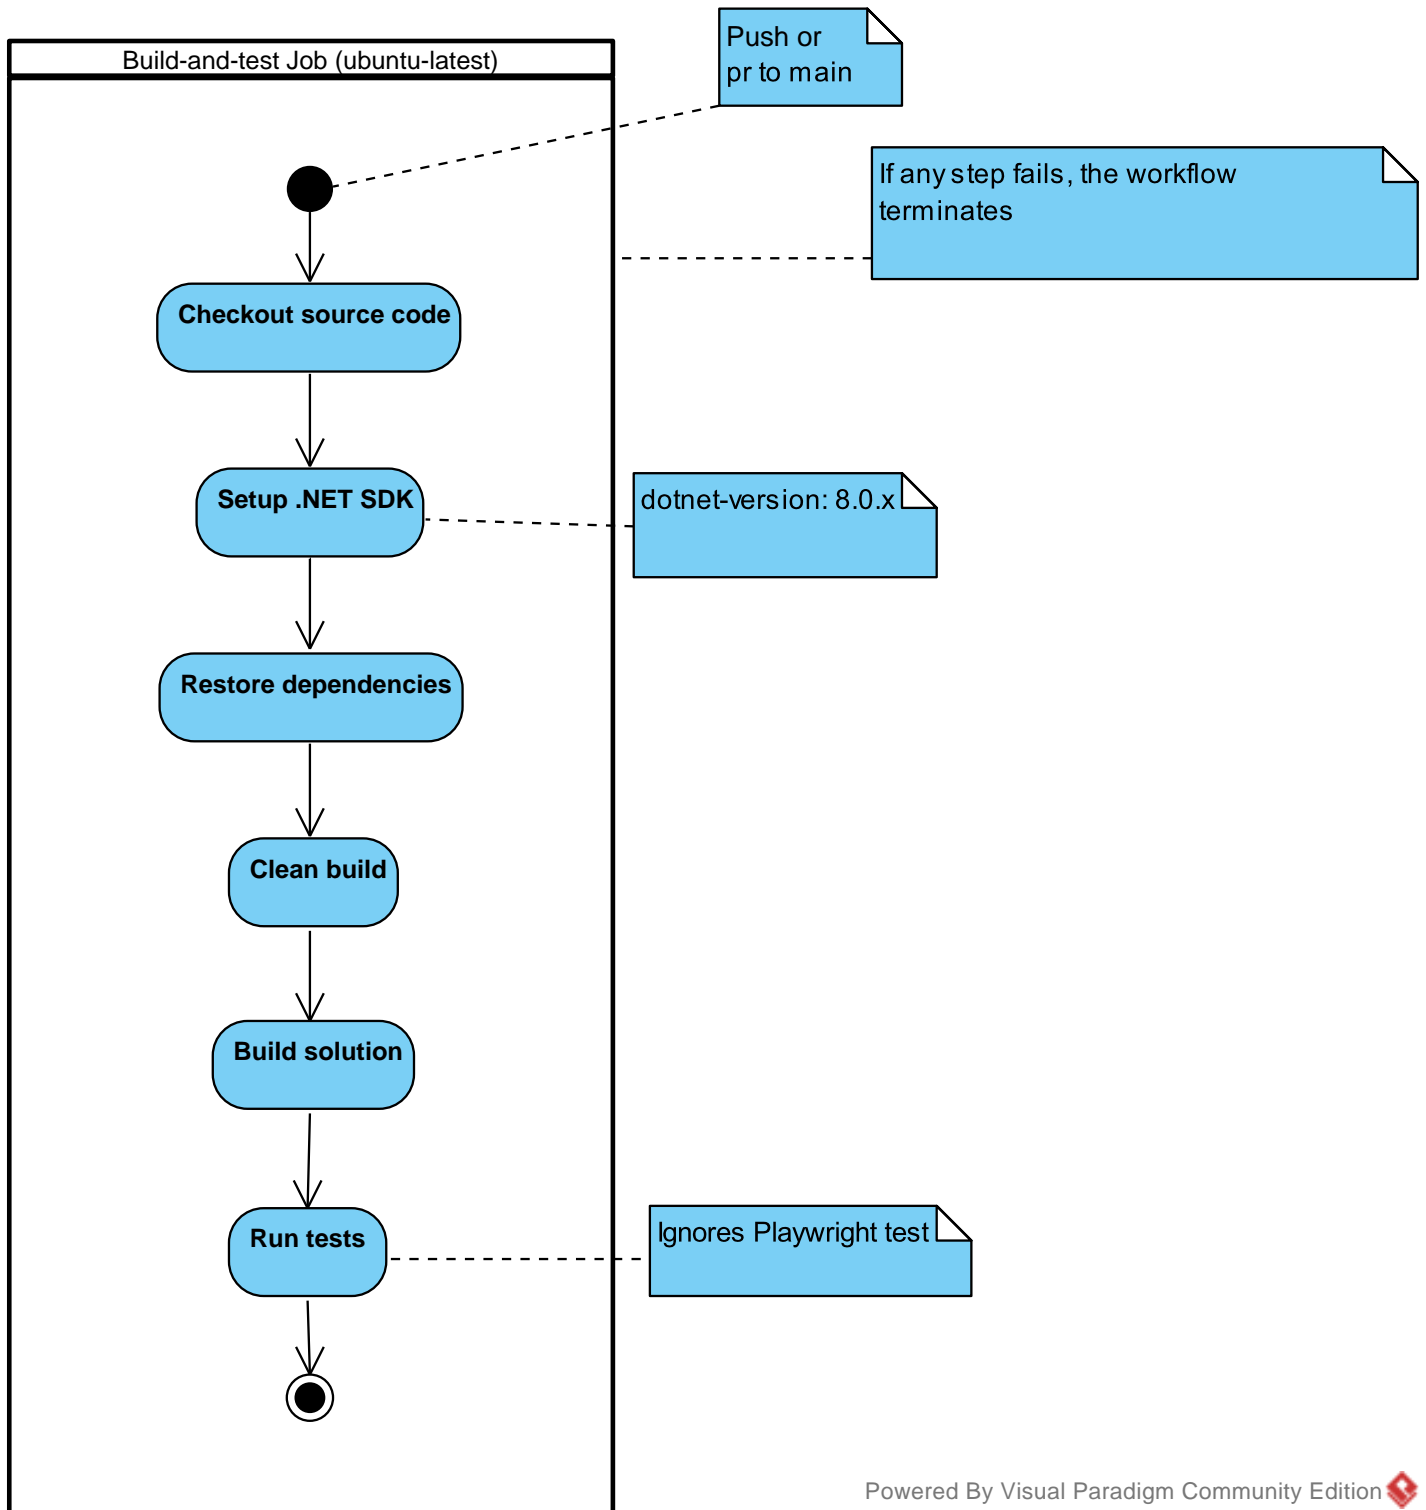 Build-and-test Job (ubuntu-latest)
Push or
pr to main
If any step fails, the workflow
terminates
Checkout source code
Setup .NET SDK
dotnet-version: 8.0.x
Restore dependencies
Clean build
Build solution
Run tests
Ignores Playwright test
Powered By Visual Paradigm Community Edition